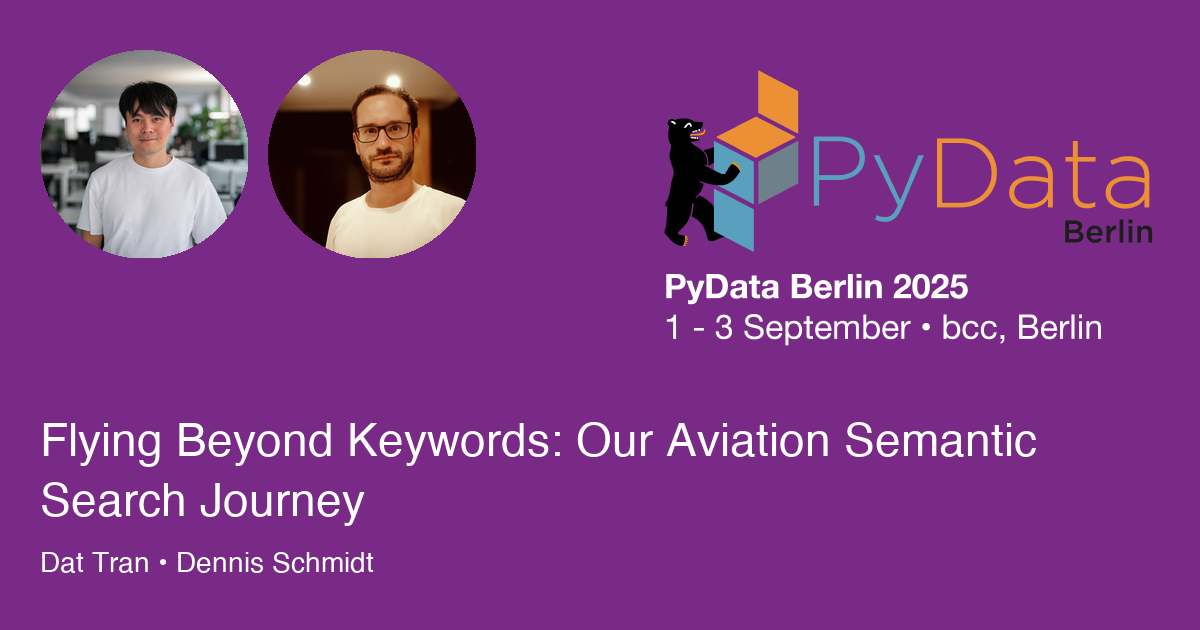 PyData
Berlin
PyData Berlin 2025
1 - 3 September • bcc, Berlin
Flying Beyond Keywords: Our Aviation Semantic
Search Journey
Dat Tran • Dennis Schmidt